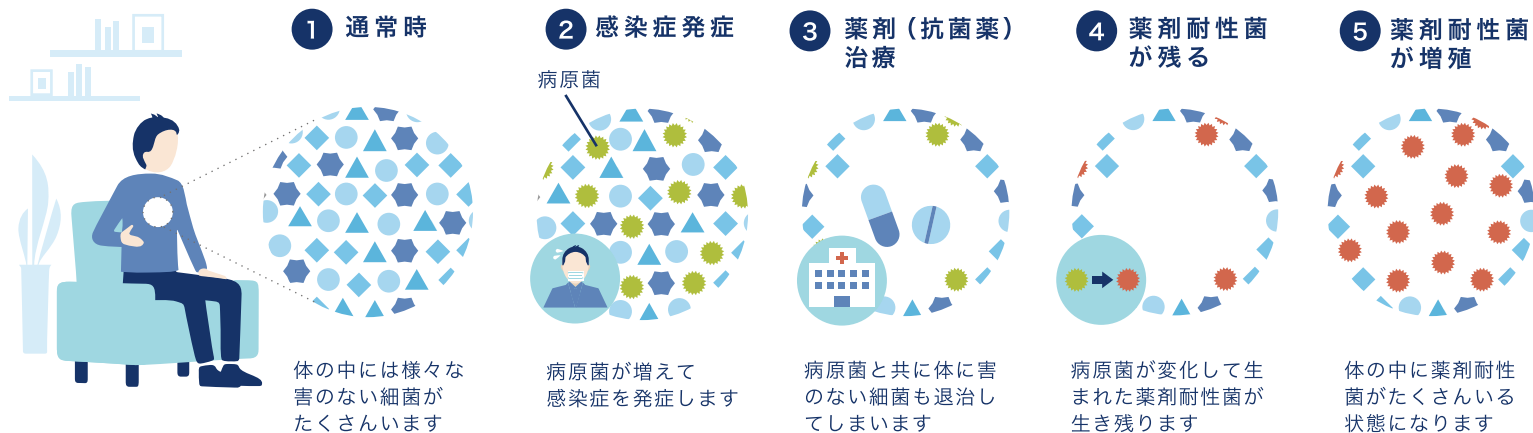 1 通常時
体の中には様々な
害のない細菌が
たくさんいます
2 感染症発症
病原菌
病原菌が増えて
感染症を発症します
3 薬剤（抗菌薬）
治療
病原菌と共に体に害
のない細菌も退治し
てしまいます
4 薬剤耐性菌
が残る
病原菌が変化して生
まれた薬剤耐性菌が
生き残ります
5 薬剤耐性菌
が増殖
体の中に薬剤耐性
菌がたくさんいる
状態になります